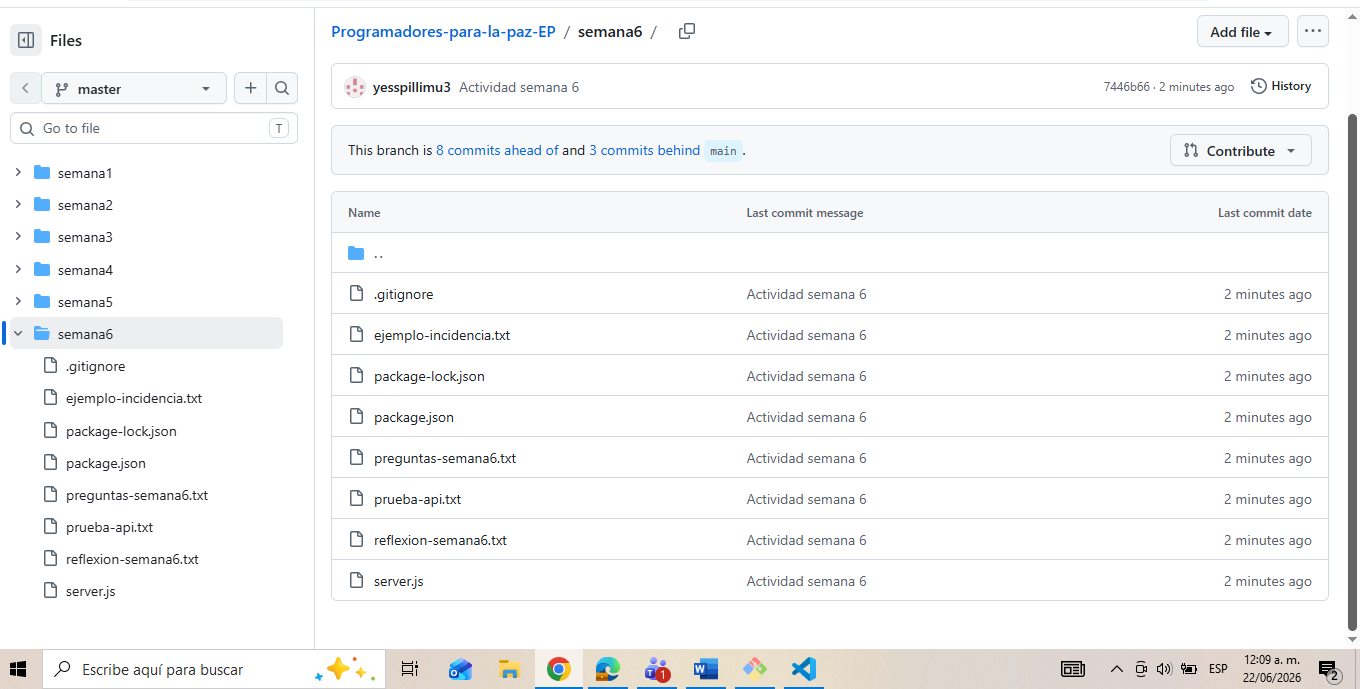 Files
master
Go to file
T
semana1
semana2
semana3
semana4
semana5
semana6
.gitignore
ejemplo-incidencia.txt
package-lock.json
package.json
preguntas-semana6.txt
prueba-api.txt
reflexion-semana6.txt
server.js
Programadores-para-la-paz-EP / semana6 /
Add file
yesspillimu3 Actividad semana 6
7446b66 · 2 minutes ago History
This branch is 8 commits ahead of and 3 commits behind main .
Contribute
Name Last commit message Last commit date
..
.gitignore Actividad semana 6 2 minutes ago
ejemplo-incidencia.txt Actividad semana 6 2 minutes ago
package-lock.json Actividad semana 6 2 minutes ago
package.json Actividad semana 6 2 minutes ago
preguntas-semana6.txt Actividad semana 6 2 minutes ago
prueba-api.txt Actividad semana 6 2 minutes ago
reflexion-semana6.txt Actividad semana 6 2 minutes ago
server.js Actividad semana 6 2 minutes ago
Escribe aquí para buscar
1
ESP
12:09 a. m.
22/06/2026
2